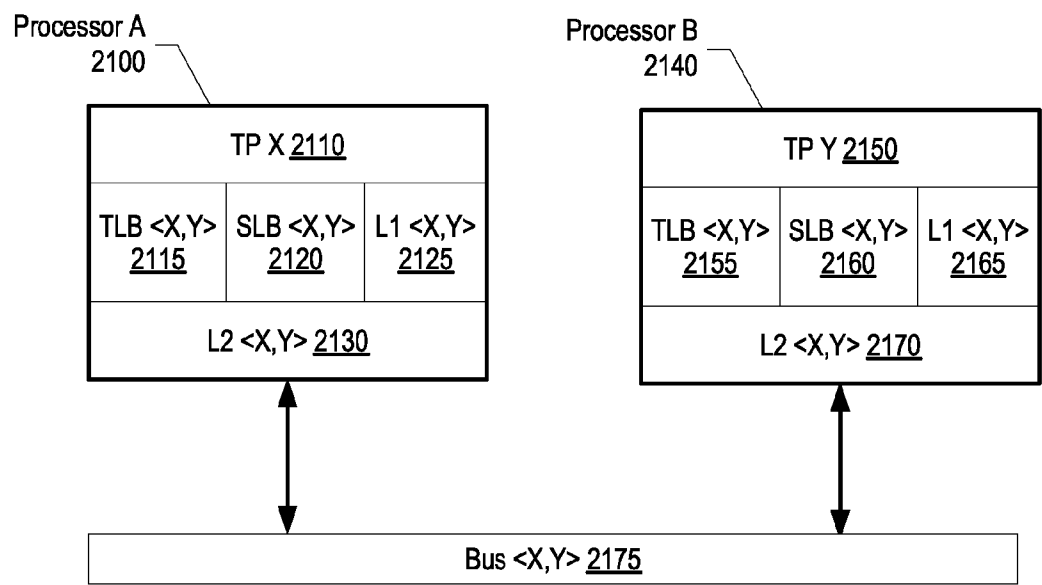 Processor A
2100
Processor B
2140
TP X 2110
TLB <X,Y>
2115
SLB <X,Y>
2120
L1 <X,Y>
2125
L2 <X,Y> 2130
TP Y 2150
TLB <X,Y>
2155
SLB <X,Y>
2160
L1 <X,Y>
2165
L2 <X,Y> 2170
Bus <X,Y> 2175